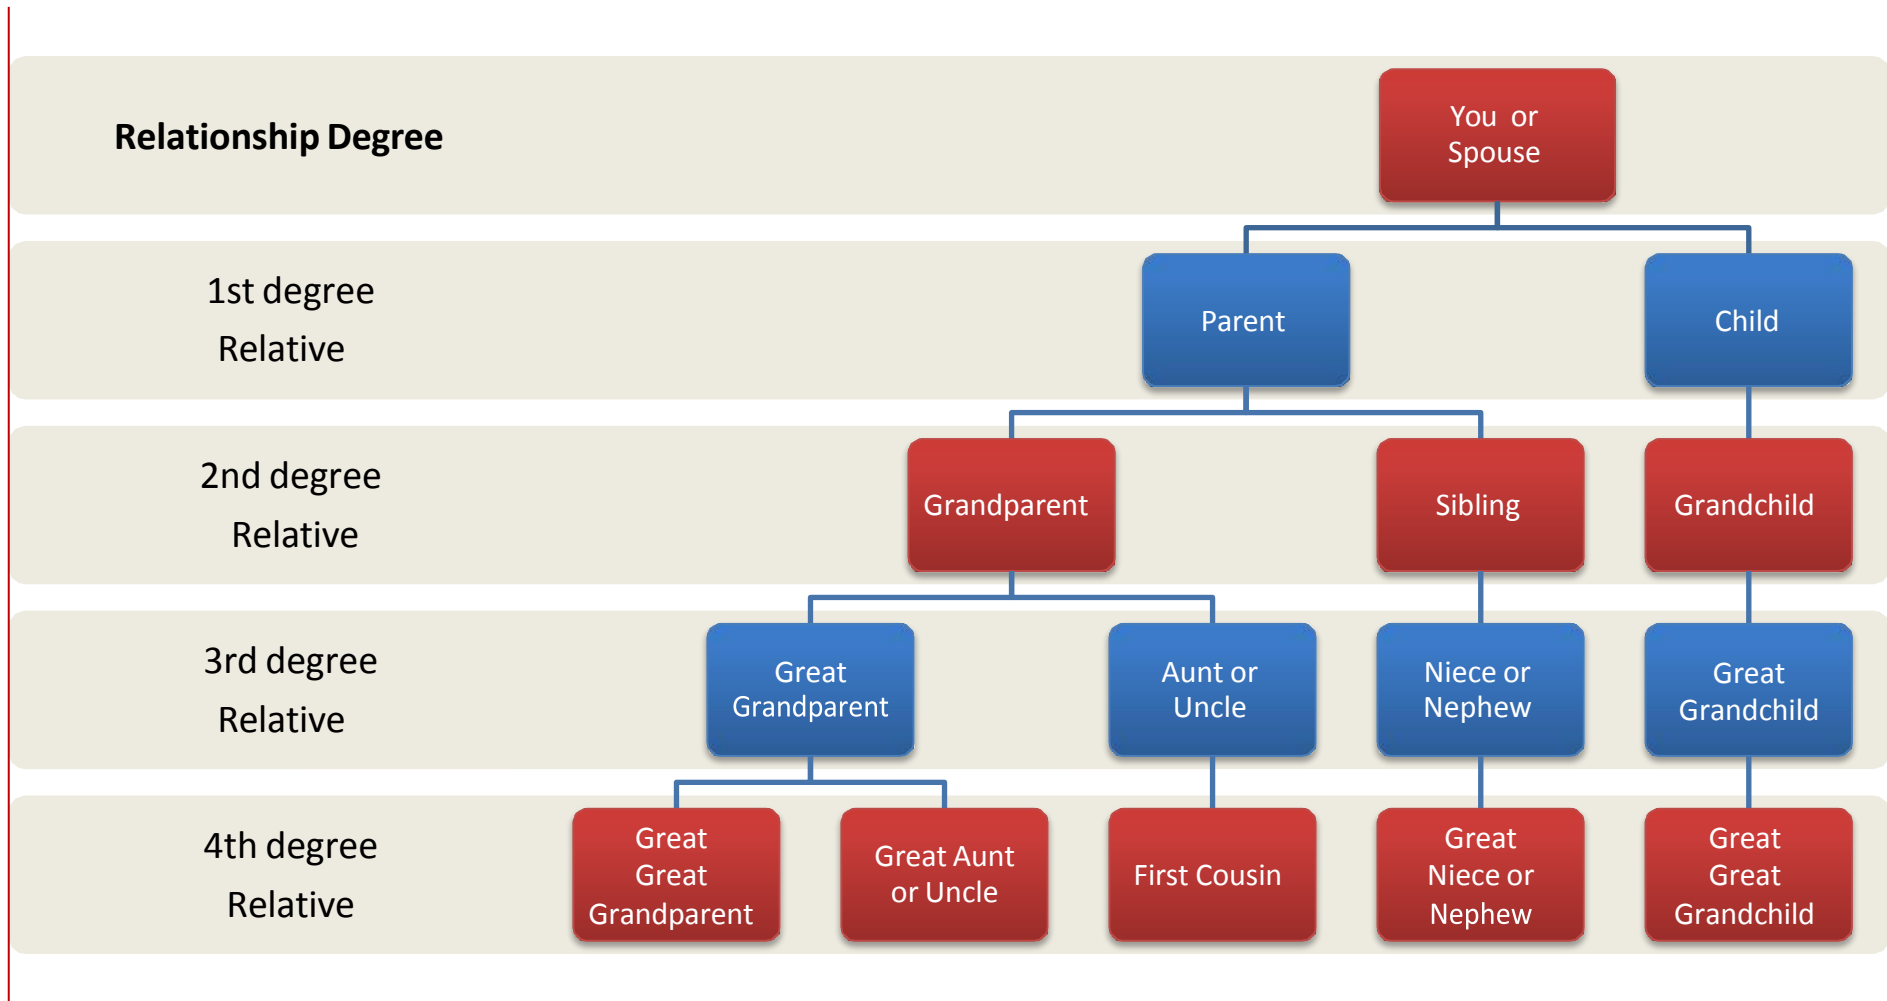 Relationship Degree
You or
Spouse
1st degree
Relative
Parent
Child
2nd degree
Relative
Grandparent
Sibling
Grandchild
3rd degree
Relative
Great
Grandparent
Aunt or
Uncle
Niece or
Nephew
Great
Grandchild
4th degree
Relative
Great
Great
Grandparent
Great Aunt
or Uncle
First Cousin
Great
Niece or
Nephew
Great
Great
Grandchild